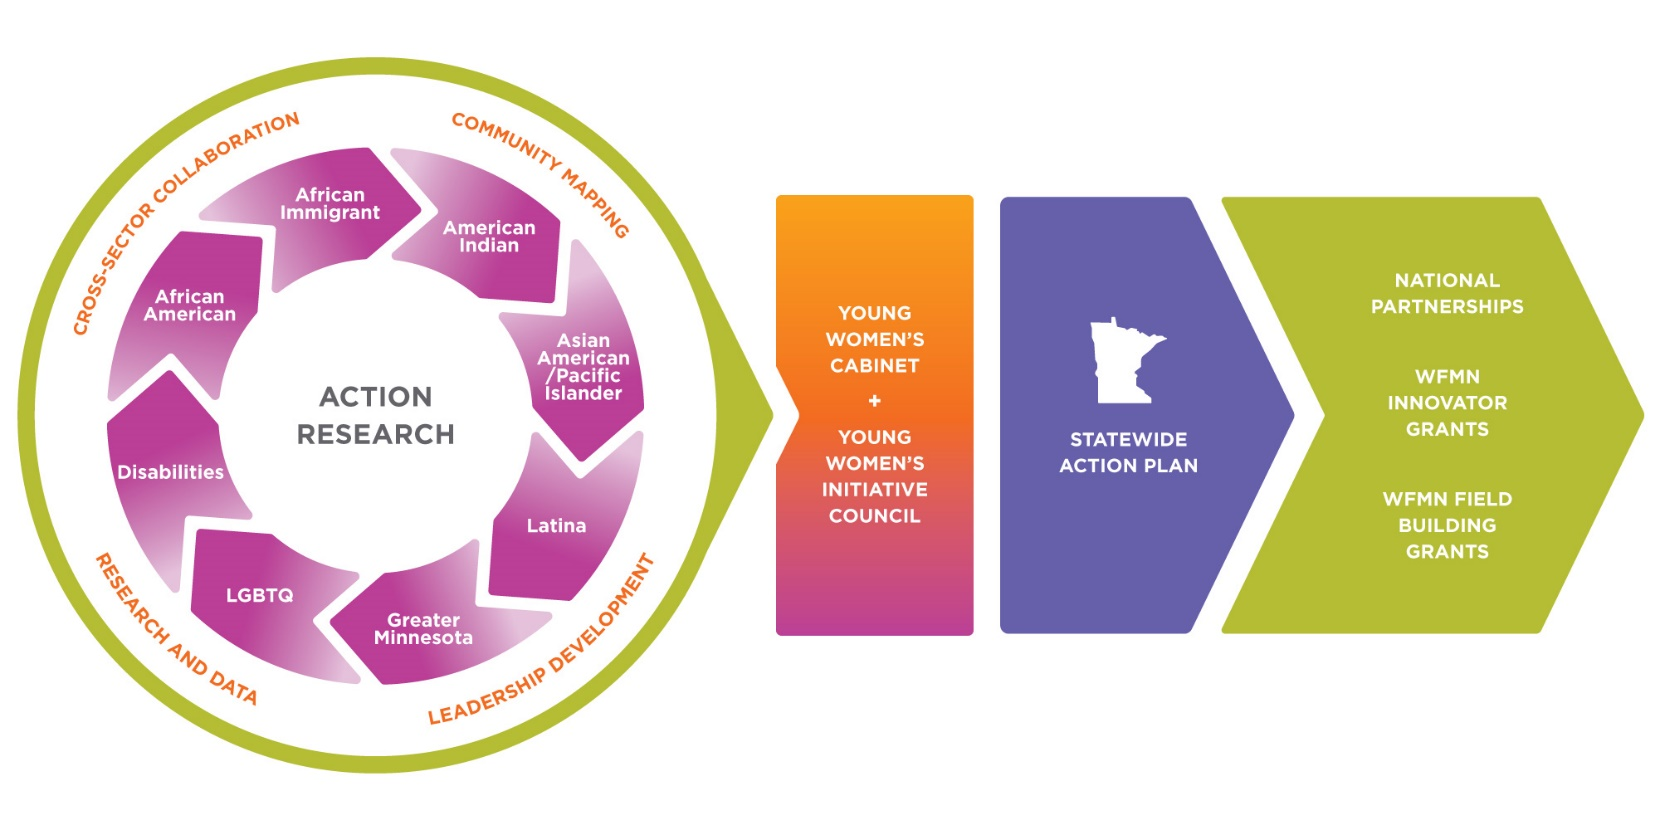 CROSS-SECTOR COLLABORATION
COMMUNITY MAPPING
African
Immigrant
American
Indian
Asian
American
/Pacific
Islander
Latina
Greater
Minnesota
LGBTQ
Disabilities
African
American
ACTION
RESEARCH
RESEARCH AND DATA
LEADERSHIP DEVELOPMENT
YOUNG
WOMEN'S
CABINET
+
YOUNG
WOMEN'S
INITIATIVE
COUNCIL
STATEWIDE
ACTION PLAN
NATIONAL
PARTNERSHIPS
WFMN
INNOVATOR
GRANTS
WFMN FIELD
BUILDING
GRANTS